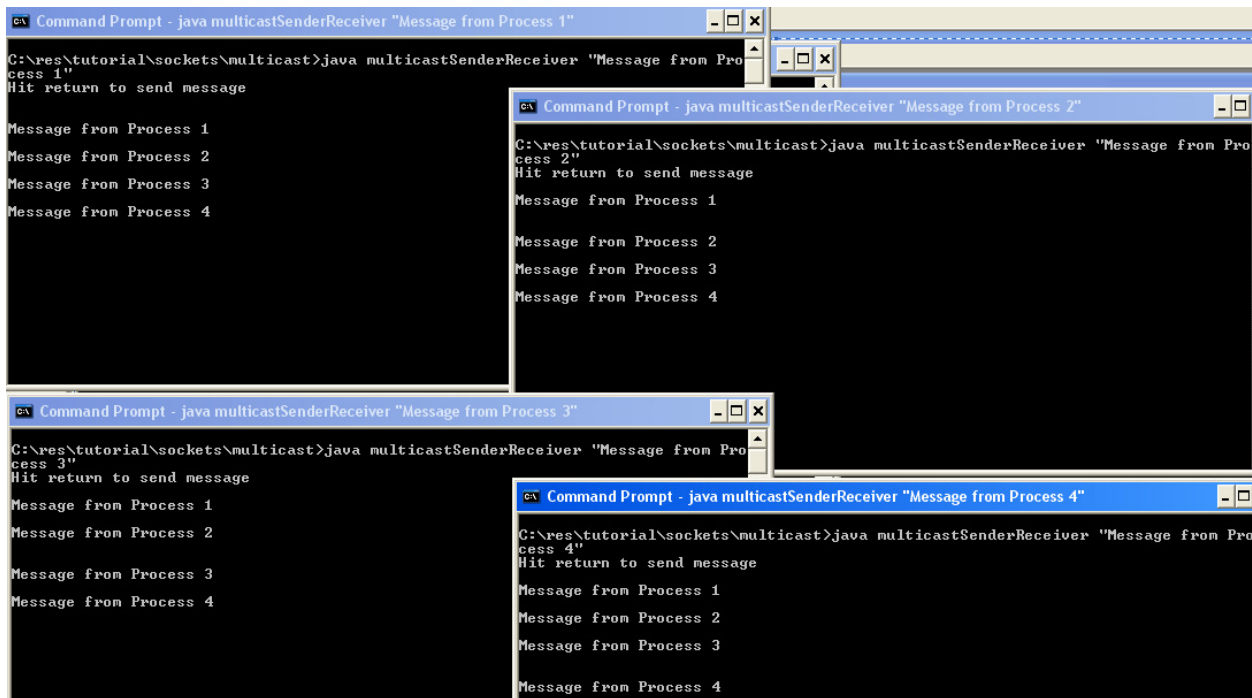 Command Prompt - java multicastSenderReceiver "Message from Process 1"
C:\res\tutorial\sockets\multicast>java multicastSenderReceiver "Message from Pro
cess 1"
Hit return to send message
Message from Process 1
Message from Process 2
Message from Process 3
Message from Process 4
Command Prompt - java multicastSenderReceiver "Message from Process 2"
C:\res\tutorial\sockets\multicast>java multicastSenderReceiver "Message from Pro
cess 2"
Hit return to send message
Message from Process 1
Message from Process 2
Message from Process 3
Message from Process 4
Command Prompt - java multicastSenderReceiver "Message from Process 3"
C:\res\tutorial\sockets\multicast>java multicastSenderReceiver "Message from Pro
cess 3"
Hit return to send message
Message from Process 1
Message from Process 2
Message from Process 3
Message from Process 4
Command Prompt - java multicastSenderReceiver "Message from Process 4"
C:\res\tutorial\sockets\multicast>java multicastSenderReceiver "Message from Pro
cess 4"
Hit return to send message
Message from Process 1
Message from Process 2
Message from Process 3
Message from Process 4